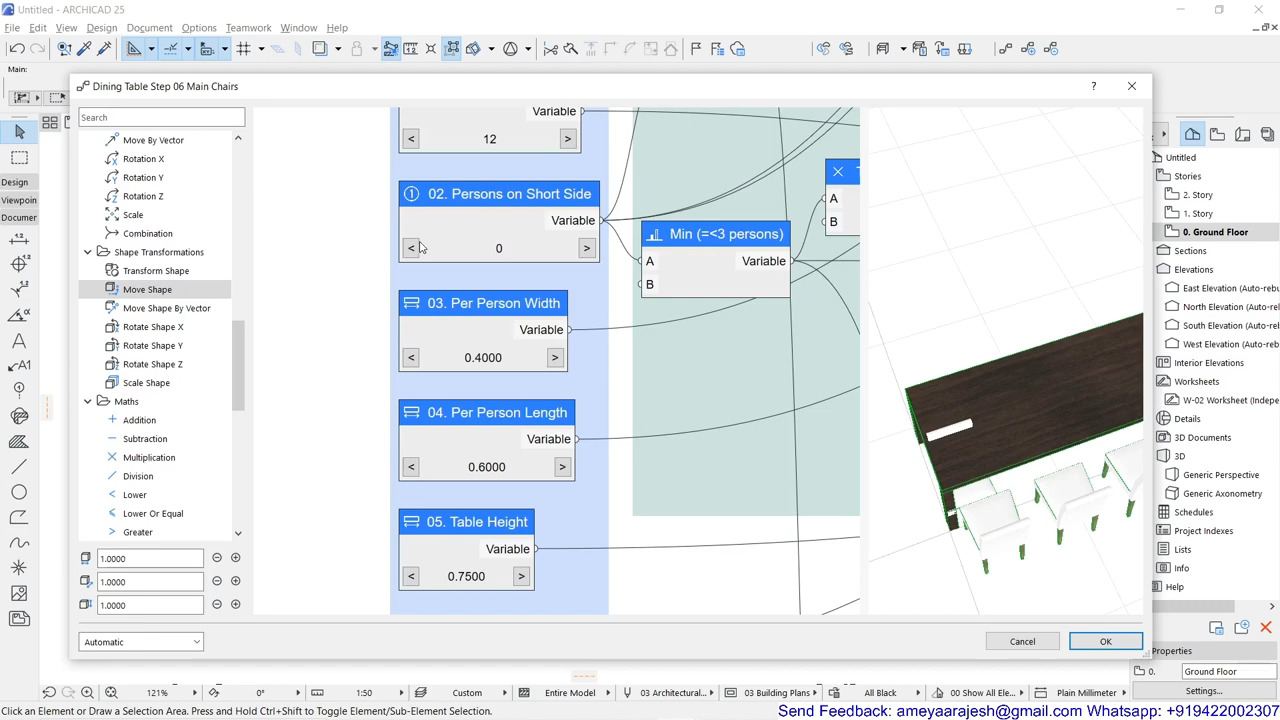 Untitled - ARCHICAD 25
File Edit View Design Document Options Teamwork Window Help
Main:
Dining Table Step 06 Main Chairs
?
Search
Move By Vector
Rotation X
Rotation Y
Rotation Z
Scale
Combination
Shape Transformations
Transform Shape
Move Shape
Move Shape By Vector
Rotate Shape X
Rotate Shape Y
Rotate Shape Z
Scale Shape
Maths
Addition
Subtraction
Multiplication
Division
Lower
Lower Or Equal
Greater
1.0000
1.0000
1.0000
Automatic
Design
Viewpoin
Documer
Variable
< 12 >
02. Persons on Short Side
Variable
< 0 >
03. Per Person Width
Variable
< 0.4000 >
04. Per Person Length
Variable
< 0.6000 >
05. Table Height
Variable
< 0.7500 >
Min (=<3 persons)
A Variable
B
A
B
Cancel OK
Untitled
Stories
2. Story
1. Story
0. Ground Floor
Sections
Elevations
East Elevation (Auto-reb
North Elevation (Auto-re
South Elevation (Auto-re
West Elevation (Auto-reb
Interior Elevations
Worksheets
W-02 Worksheet (Indepe
Details
3D Documents
3D
Generic Perspective
Generic Axonometry
Schedules
Project Indexes
Lists
Info
Help
Properties
0. Ground Floor
Settings...
121% 0° 1:50 Custom Entire Model 03 Architectural... 03 Building Plans All Black 00 Show All Ele... Plain Millimeter
Click an Element or Draw a Selection Area. Press and Hold Ctrl+Shift to Toggle Element/Sub-Element Selection.
Send Feedback: ameyaarajesh@gmail.com Whatsapp: +919422002307